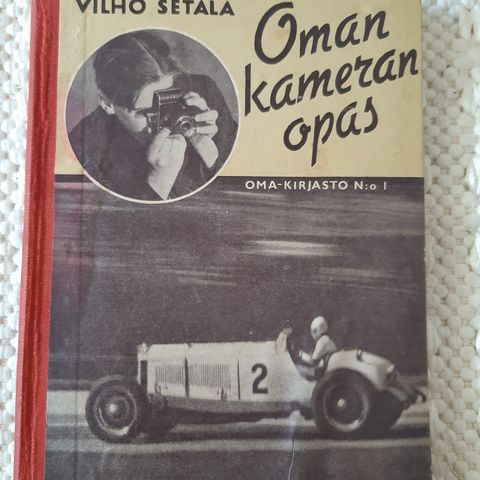 VILHO SETÄLÄ
Oman
kameran
opas
OMA-KIRJASTO N:o 1
2